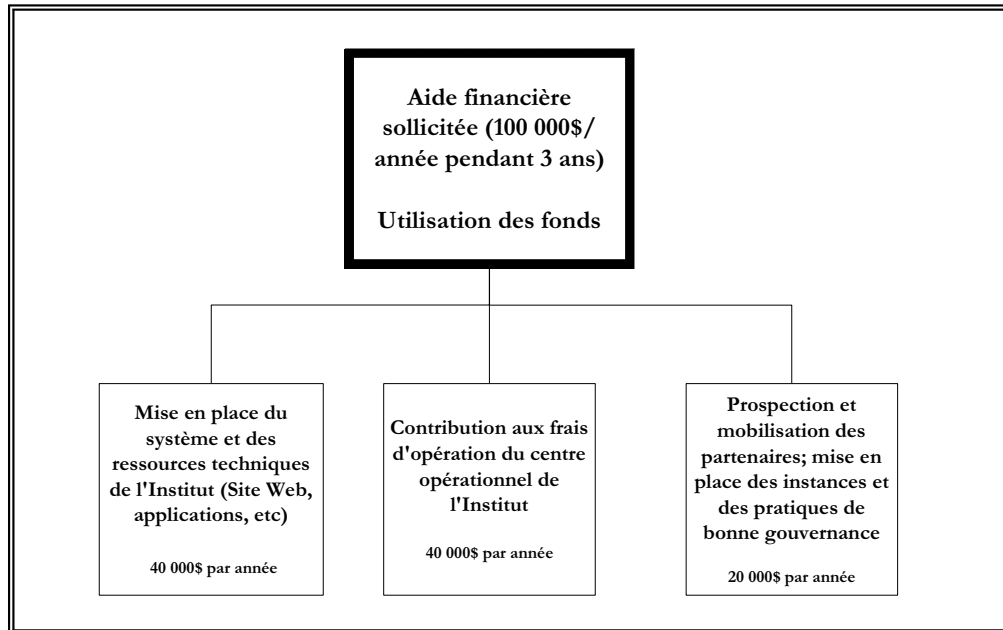 Aide financière
sollicitée (100 000$/
année pendant 3 ans)
Utilisation des fonds
Mise en place du
système et des
ressources techniques
de l'Institut (Site Web,
applications, etc)
40 000$ par année
Contribution aux frais
d'opération du centre
opérationnel de
l'Institut
40 000$ par année
Prospection et
mobilisation des
partenaires; mise en
place des instances et
des pratiques de
bonne gouvernance
20 000$ par année